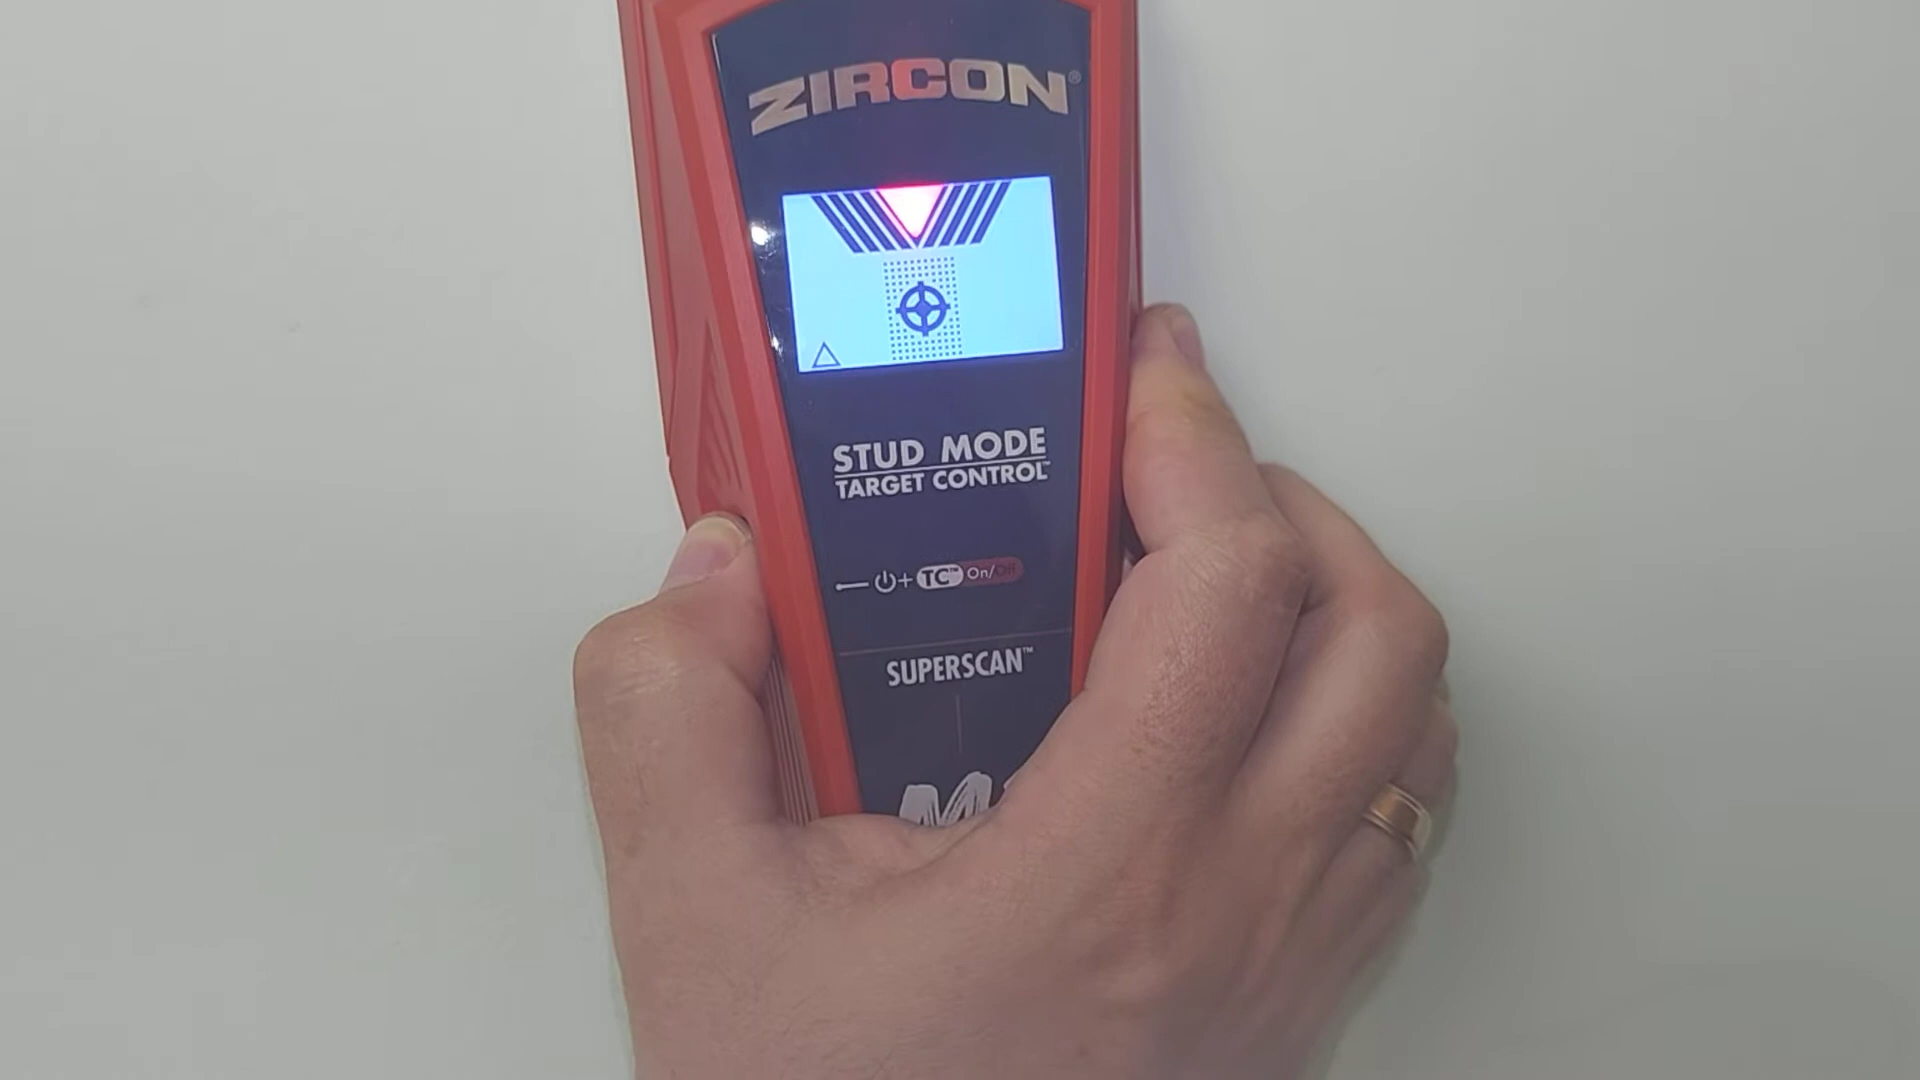 ZIRCON®
STUD MODE
TARGET CONTROL™
+ TC™ On/Off
SUPERSCAN™